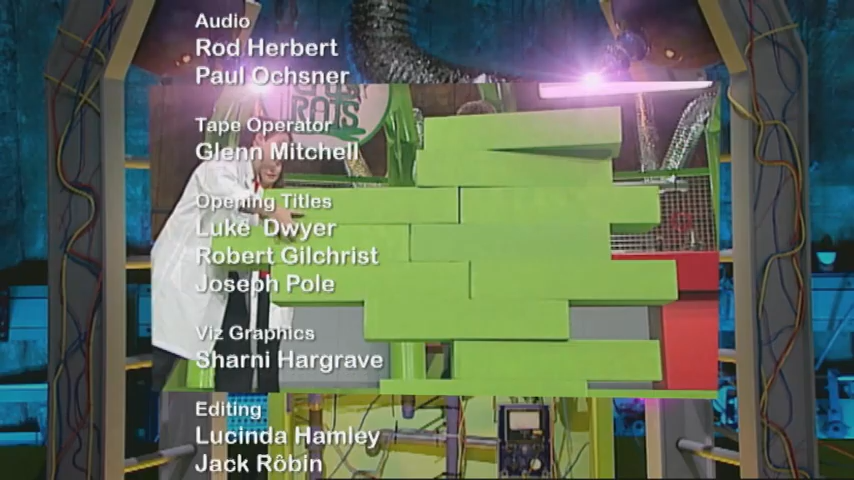 Audio
Rod Herbert
Paul Ochsner
RATS
Tape Operator
Glenn Mitchell
Opening Titles
Luke Dwyer
Robert Gilchrist
Joseph Pole
Viz Graphics
Sharni Hargrave
Editing
Lucinda Hamley
Jack Rôbin